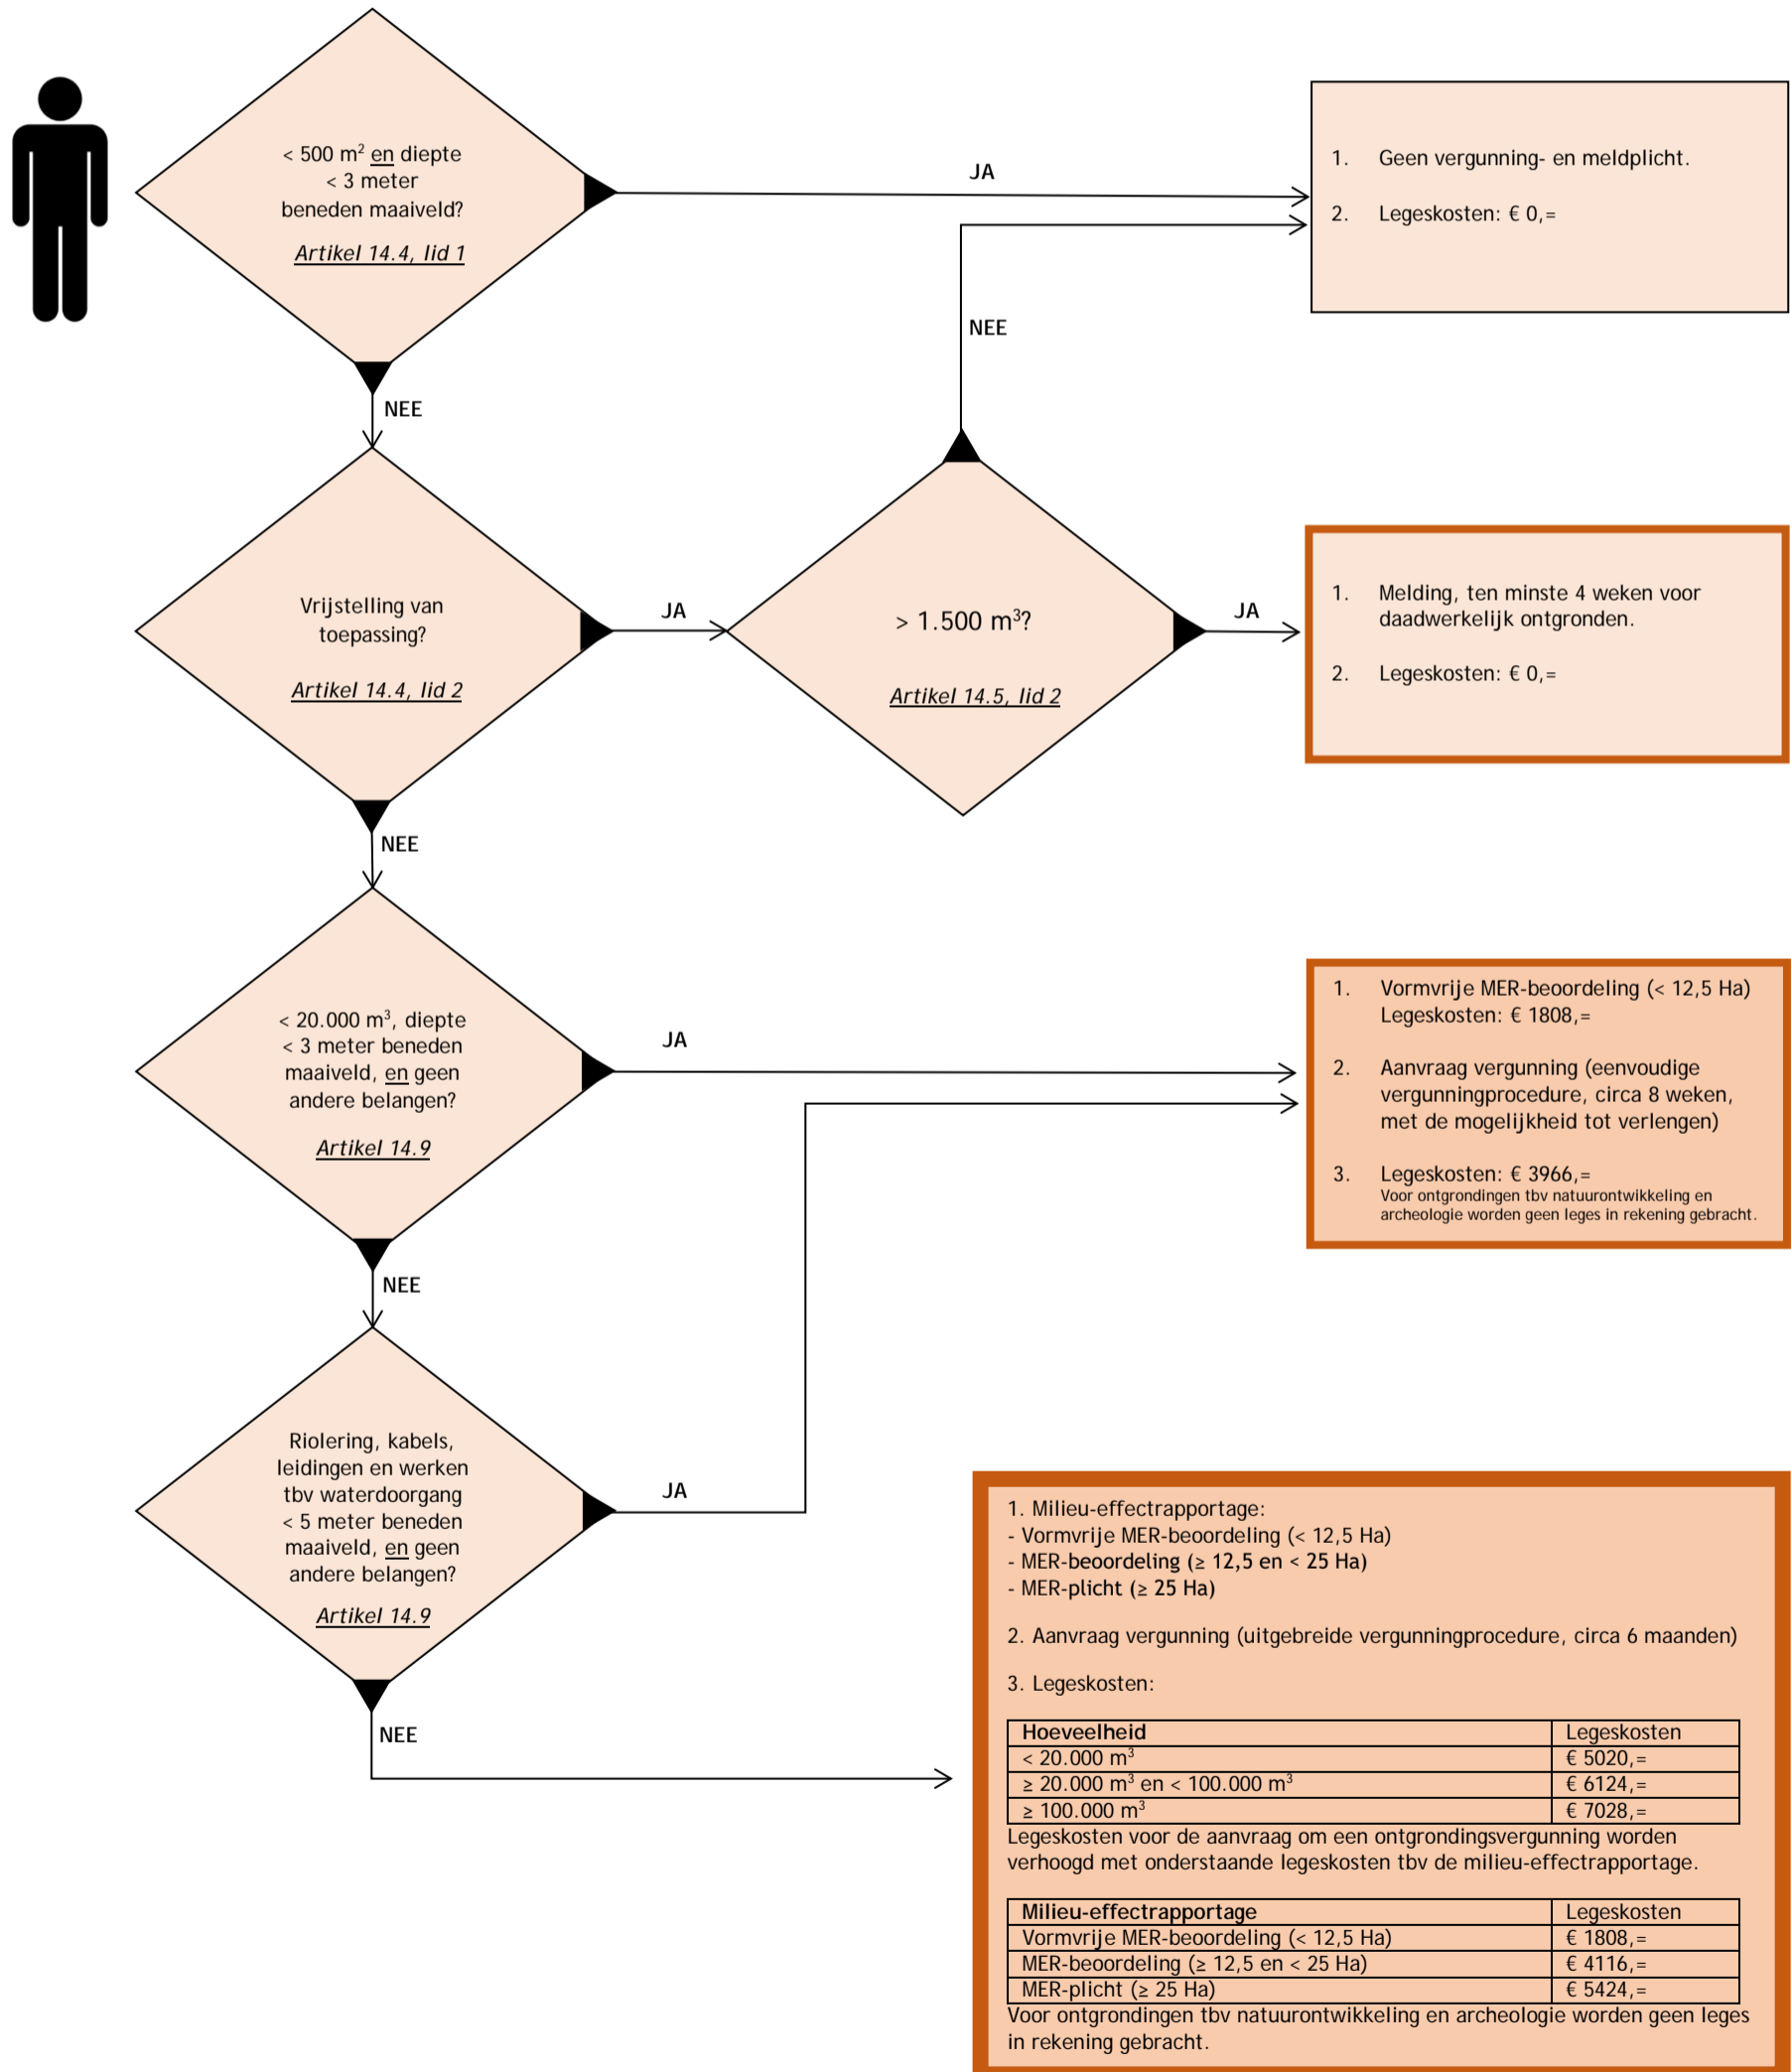 < 500 m² en diepte
< 3 meter
beneden maaiveld?
Artikel 14.4, lid 1
JA
1. Geen vergunning- en meldplicht.
2. Legeskosten: € 0,=
NEE
NEE
Vrijstelling van
toepassing?
Artikel 14.4, lid 2
JA
> 1.500 m³?
Artikel 14.5, lid 2
JA
1. Melding, ten minste 4 weken voor
daadwerkelijk ontgronden.
2. Legeskosten: € 0,=
NEE
< 20.000 m³, diepte
< 3 meter beneden
maaiveld, en geen
andere belangen?
Artikel 14.9
JA
1. Vormvrije MER-beoordeling (< 12,5 Ha)
Legeskosten: € 1808,=
2. Aanvraag vergunning (eenvoudige
vergunningprocedure, circa 8 weken,
met de mogelijkheid tot verlengen)
3. Legeskosten: € 3966,=
Voor ontgrondingen tbv natuurontwikkeling en
archeologie worden geen leges in rekening gebracht.
NEE
Riolering, kabels,
leidingen en werken
tbv waterdoorgang
< 5 meter beneden
maaiveld, en geen
andere belangen?
Artikel 14.9
JA
NEE
1. Milieu-effectrapportage:
- Vormvrije MER-beoordeling (< 12,5 Ha)
- MER-beoordeling (≥ 12,5 en < 25 Ha)
- MER-plicht (≥ 25 Ha)
2. Aanvraag vergunning (uitgebreide vergunningprocedure, circa 6 maanden)
3. Legeskosten:
Hoeveelheid Legeskosten
< 20.000 m³ € 5020,=
≥ 20.000 m³ en < 100.000 m³ € 6124,=
≥ 100.000 m³ € 7028,=
Legeskosten voor de aanvraag om een ontgrondingsvergunning worden
verhoogd met onderstaande legeskosten tbv de milieu-effectrapportage.
Milieu-effectrapportage Legeskosten
Vormvrije MER-beoordeling (< 12,5 Ha) € 1808,=
MER-beoordeling (≥ 12,5 en < 25 Ha) € 4116,=
MER-plicht (≥ 25 Ha) € 5424,=
Voor ontgrondingen tbv natuurontwikkeling en archeologie worden geen leges
in rekening gebracht.